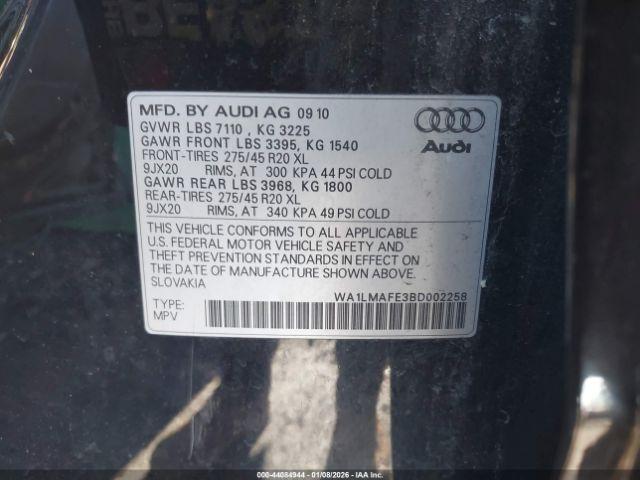 MFD. BY AUDI AG 09 10
GVWR LBS 7110 , KG 3225
GAWR FRONT LBS 3395, KG 1540
FRONT-TIRES 275/45 R20 XL
9JX20 RIMS, AT 300 KPA 44 PSI COLD
GAWR REAR LBS 3968, KG 1800
REAR-TIRES 275/45 R20 XL
9JX20 RIMS, AT 340 KPA 49 PSI COLD
Audi
THIS VEHICLE CONFORMS TO ALL APPLICABLE
U.S. FEDERAL MOTOR VEHICLE SAFETY AND
THEFT PREVENTION STANDARDS IN EFFECT ON
THE DATE OF MANUFACTURE SHOWN ABOVE.
SLOVAKIA
WA1LMAFE3BD002258
TYPE:
MPV
000-44084944 - 01/08/2026 - IAA Inc.